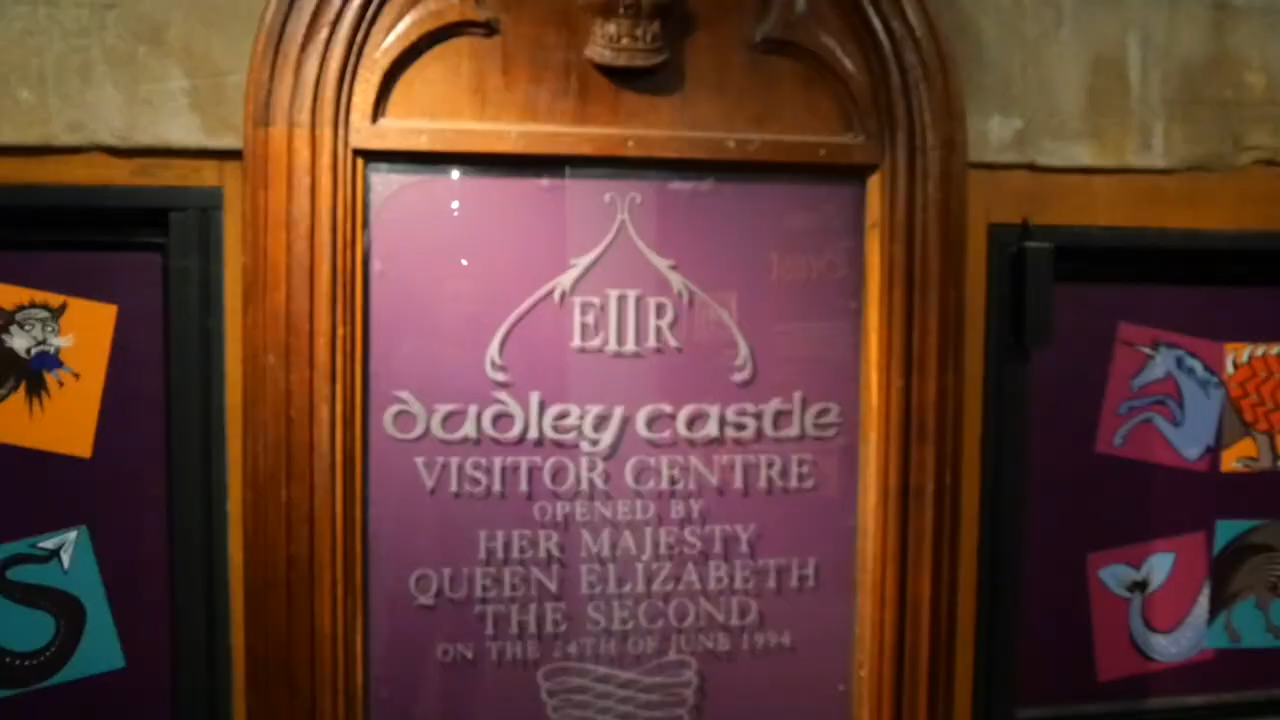 EIIR
dudley castle
VISITOR CENTRE
OPENED BY
HER MAJESTY
QUEEN ELIZABETH
THE SECOND
ON THE 24TH OF JUNE 1994